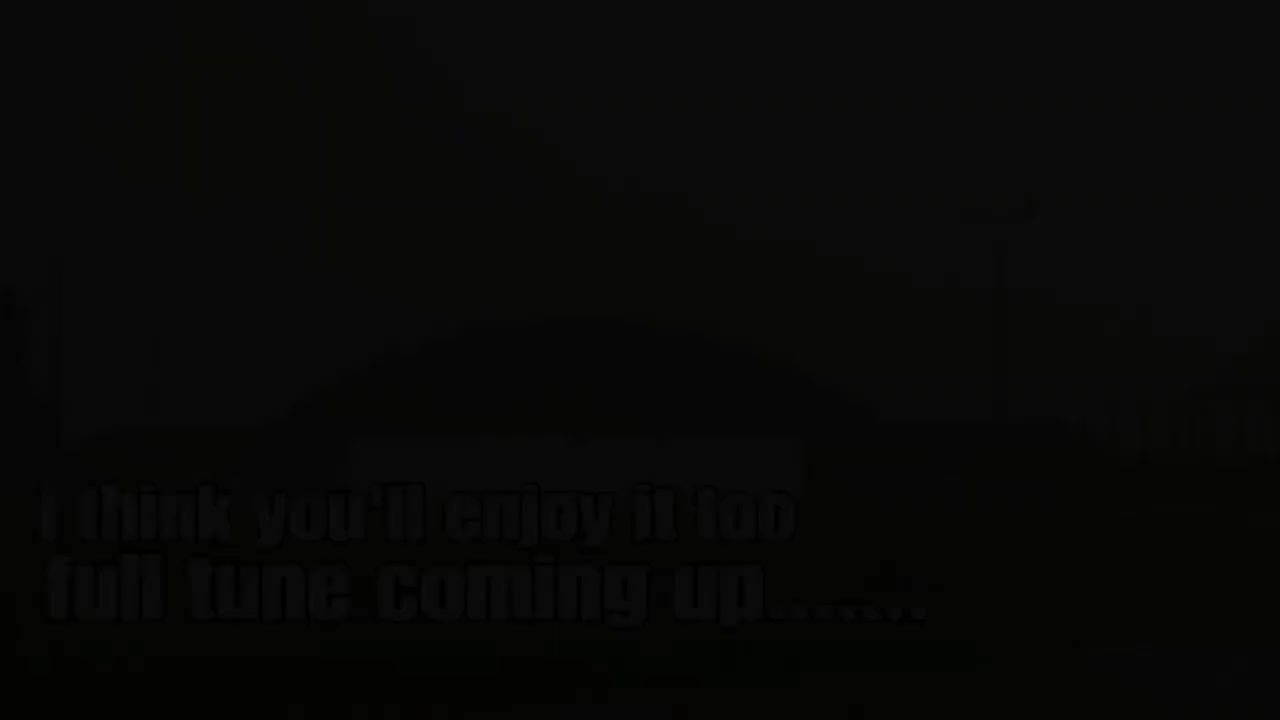 I think you'll enjoy it too
full tune coming up.......